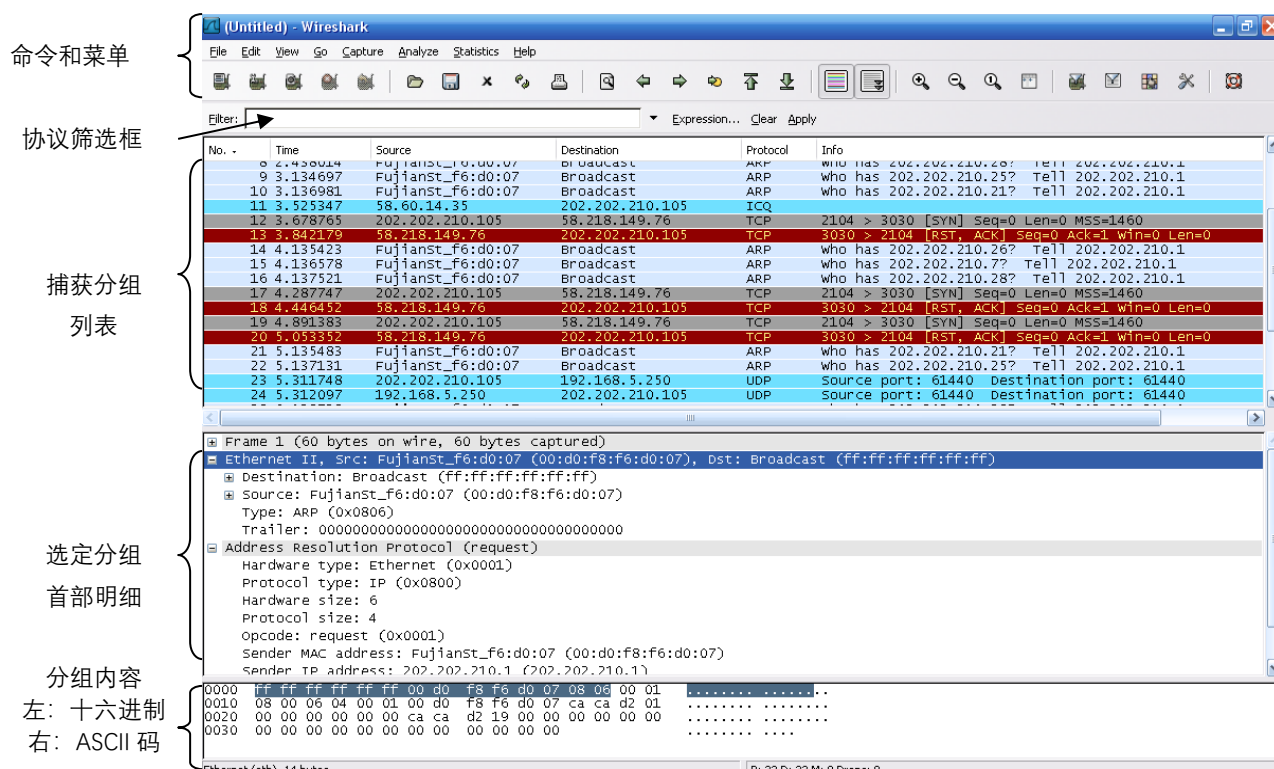 (Untitled) - Wireshark
File Edit View Go Capture Analyze Statistics Help
命令和菜单
协议筛选框
Filter: Expression... Clear Apply
No. Time Source Destination Protocol Info
8 2.438014 FujianSt_f6:d0:07 Broadcast ARP who has 202.202.210.28? Tell 202.202.210.1
9 3.134697 FujianSt_f6:d0:07 Broadcast ARP who has 202.202.210.25? Tell 202.202.210.1
10 3.136981 FujianSt_f6:d0:07 Broadcast ARP who has 202.202.210.21? Tell 202.202.210.1
11 3.525347 58.60.14.35 202.202.210.105 ICQ
12 3.678765 202.202.210.105 58.218.149.76 TCP 2104 > 3030 [SYN] Seq=0 Len=0 MSS=1460
13 3.842179 58.218.149.76 202.202.210.105 TCP 3030 > 2104 [RST, ACK] Seq=0 Ack=1 Win=0 Len=0
14 4.135423 FujianSt_f6:d0:07 Broadcast ARP who has 202.202.210.26? Tell 202.202.210.1
15 4.136578 FujianSt_f6:d0:07 Broadcast ARP who has 202.202.210.7? Tell 202.202.210.1
16 4.137521 FujianSt_f6:d0:07 Broadcast ARP who has 202.202.210.28? Tell 202.202.210.1
17 4.287747 202.202.210.105 58.218.149.76 TCP 2104 > 3030 [SYN] Seq=0 Len=0 MSS=1460
18 4.446452 58.218.149.76 202.202.210.105 TCP 3030 > 2104 [RST, ACK] Seq=0 Ack=1 Win=0 Len=0
19 4.891383 202.202.210.105 58.218.149.76 TCP 2104 > 3030 [SYN] Seq=0 Len=0 MSS=1460
20 5.053352 58.218.149.76 202.202.210.105 TCP 3030 > 2104 [RST, ACK] Seq=0 Ack=1 Win=0 Len=0
21 5.135483 FujianSt_f6:d0:07 Broadcast ARP who has 202.202.210.21? Tell 202.202.210.1
22 5.137131 FujianSt_f6:d0:07 Broadcast ARP who has 202.202.210.25? Tell 202.202.210.1
23 5.311748 202.202.210.105 192.168.5.250 UDP Source port: 61440 Destination port: 61440
24 5.312097 192.168.5.250 202.202.210.105 UDP Source port: 61440 Destination port: 61440
捕获分组
列表
Frame 1 (60 bytes on wire, 60 bytes captured)
Ethernet II, Src: FujianSt_f6:d0:07 (00:d0:f8:f6:d0:07), Dst: Broadcast (ff:ff:ff:ff:ff:ff)
Destination: Broadcast (ff:ff:ff:ff:ff:ff)
Source: FujianSt_f6:d0:07 (00:d0:f8:f6:d0:07)
Type: ARP (0x0806)
Trailer: 000000000000000000000000000000000000
Address Resolution Protocol (request)
Hardware type: Ethernet (0x0001)
Protocol type: IP (0x0800)
Hardware size: 6
Protocol size: 4
Opcode: request (0x0001)
Sender MAC address: FujianSt_f6:d0:07 (00:d0:f8:f6:d0:07)
Sender IP address: 202.202.210.1 (202.202.210.1)
选定分组
首部明细
分组内容
左：十六进制
右：ASCII 码
0000 ff ff ff ff ff ff 00 d0 f8 f6 d0 07 08 06 00 01 ........ ........
0010 08 00 06 04 00 01 00 d0 f8 f6 d0 07 ca ca d2 01 ........ ........
0020 00 00 00 00 00 00 ca ca d2 19 00 00 00 00 00 00 ........ ........
0030 00 00 00 00 00 00 00 00 00 00 00 00 ........ ....